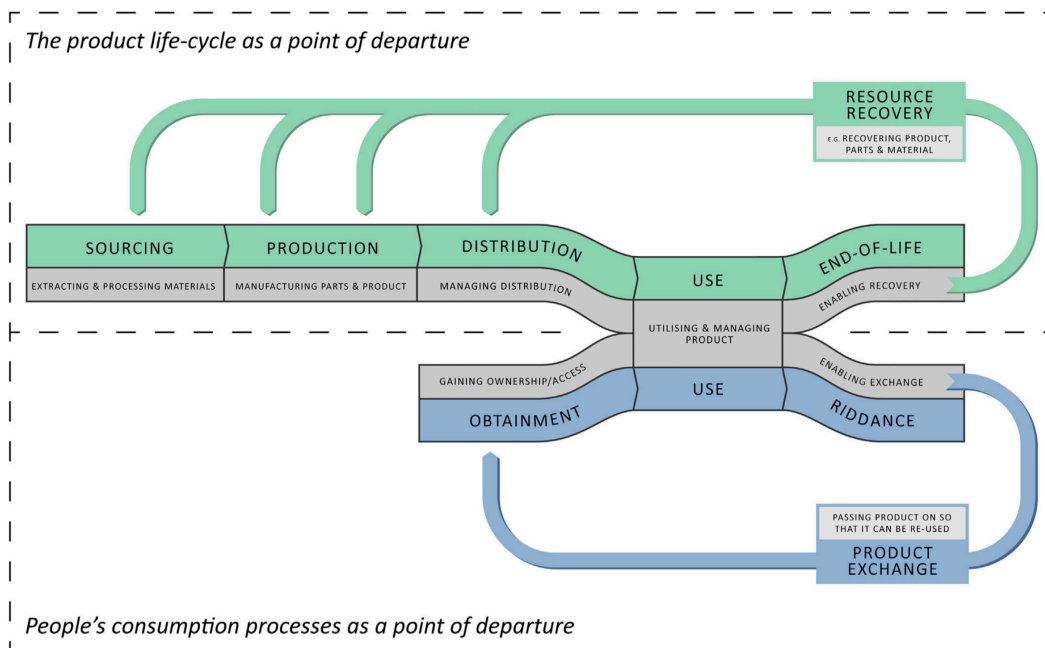 The product life-cycle as a point of departure
RESOURCE
RECOVERY
E.G. RECOVERING PRODUCT,
PARTS & MATERIAL
SOURCING
PRODUCTION
DISTRIBUTION
USE
END-OF-LIFE
EXTRACTING & PROCESSING MATERIALS
MANUFACTURING PARTS & PRODUCT
MANAGING DISTRIBUTION
UTILISING & MANAGING
PRODUCT
ENABLING RECOVERY
GAINING OWNERSHIP/ACCESS
ENABLING EXCHANGE
OBTAINMENT
USE
RIDDANCE
PASSING PRODUCT ON SO
THAT IT CAN BE RE-USED
PRODUCT
EXCHANGE
People's consumption processes as a point of departure